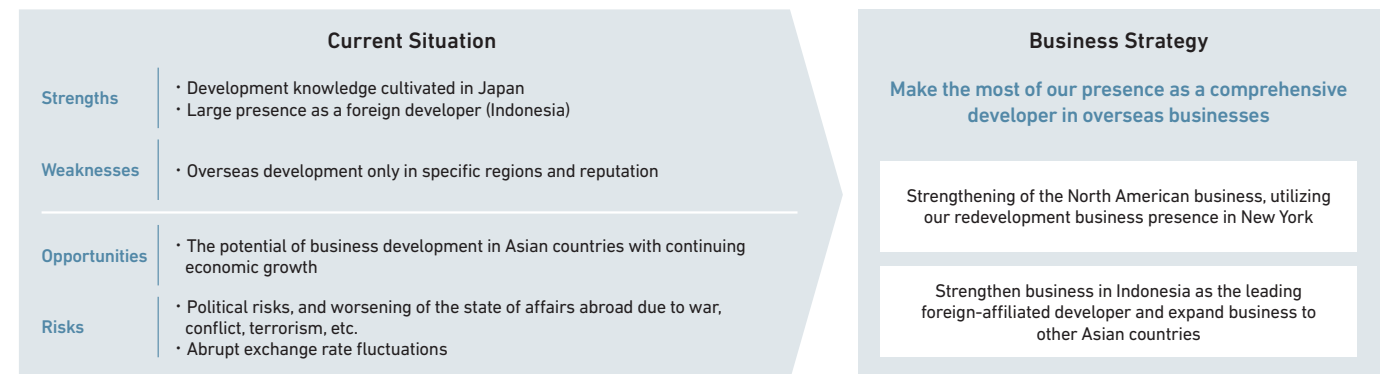 Current Situation
Strengths
・Development knowledge cultivated in Japan
・Large presence as a foreign developer (Indonesia)
Weaknesses
・Overseas development only in specific regions and reputation
Opportunities
・The potential of business development in Asian countries with continuing
economic growth
Risks
・Political risks, and worsening of the state of affairs abroad due to war,
conflict, terrorism, etc.
・Abrupt exchange rate fluctuations
Business Strategy
Make the most of our presence as a comprehensive
developer in overseas businesses
Strengthening of the North American business, utilizing
our redevelopment business presence in New York
Strengthen business in Indonesia as the leading
foreign-affiliated developer and expand business to
other Asian countries